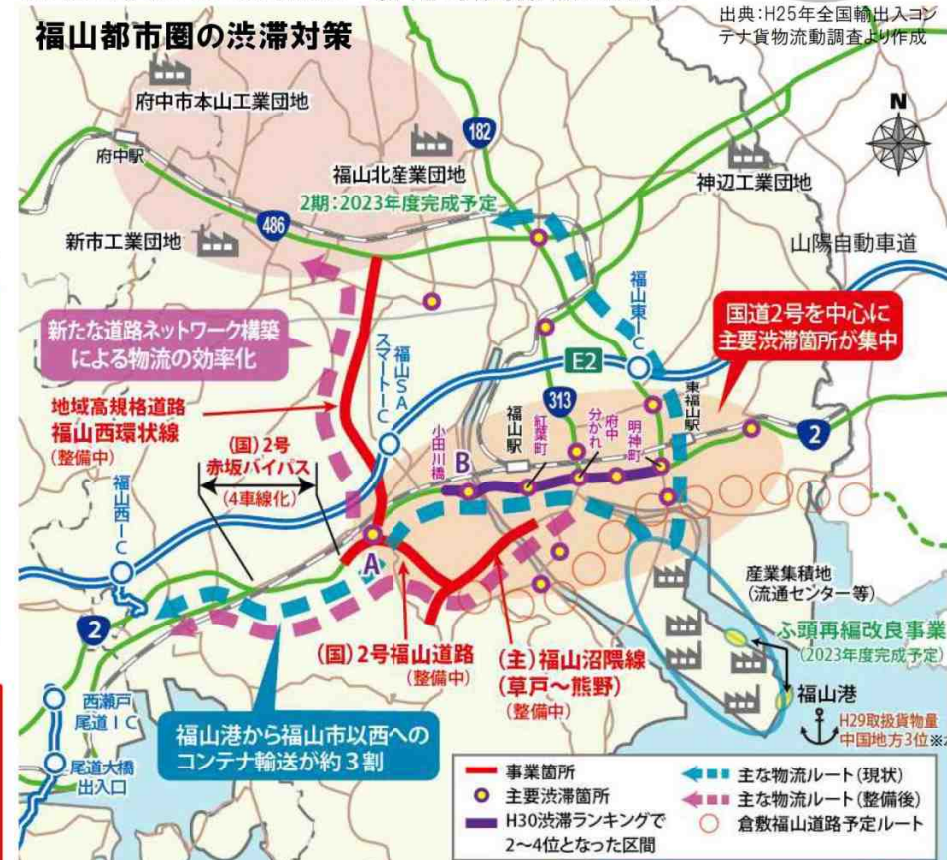 出典：H25年全国輸出入コン
テナ貨物流動調査より作成
福山都市圏の渋滞対策
N
府中市本山工業団地
府中駅
182
福山北産業団地
2期：2023年度完成予定
神辺工業団地
486
新市工業団地
山陽自動車道
福山東IC
国道2号を中心に
主要渋滞箇所が集中
新たな道路ネットワーク構築
による物流の効率化
福山SA
スマートIC
E2
地域高規格道路
福山西環状線
(整備中)
313
(国)2号
赤坂バイパス
(4車線化)
小田川橋
B
福山駅
紅葉町
府中
分かれ
明神町
東福山駅
2
福山西IC
A
産業集積地
(流通センター等)
2
ふ頭再編改良事業
(2023年度完成予定)
(国)2号福山道路
(整備中)
(主)福山沼隈線
(草戸～熊野)
(整備中)
福山港
西瀬戸
尾道IC
H29取扱貨物量
中国地方3位
福山港から福山市以西への
コンテナ輸送が約3割
尾道大橋
出入口
事業箇所
主要渋滞箇所
H30渋滞ランキングで
2～4位となった区間
主な物流ルート(現状)
主な物流ルート(整備後)
倉敷福山道路予定ルート